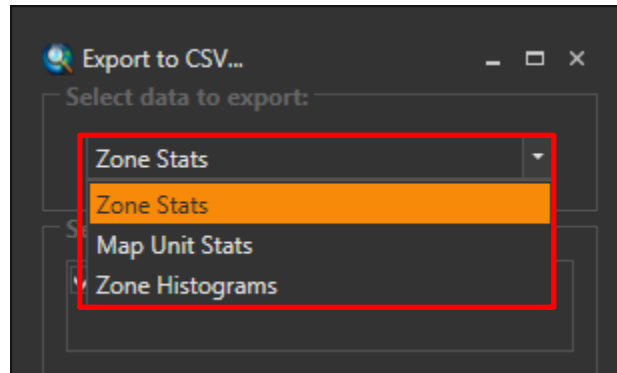 Export to CSV...
Select data to export:
Zone Stats
Zone Stats
Map Unit Stats
Zone Histograms